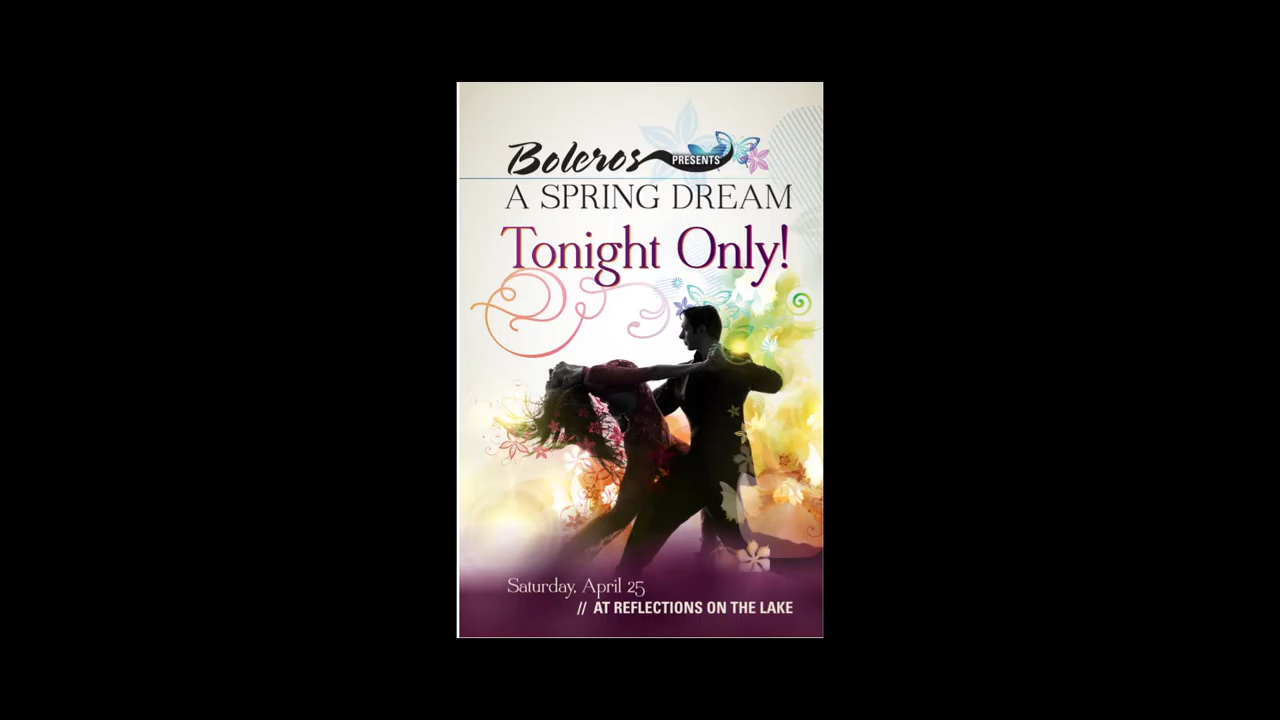 Boleros PRESENTS
A SPRING DREAM
Tonight Only!
Saturday, April 25
// AT REFLECTIONS ON THE LAKE